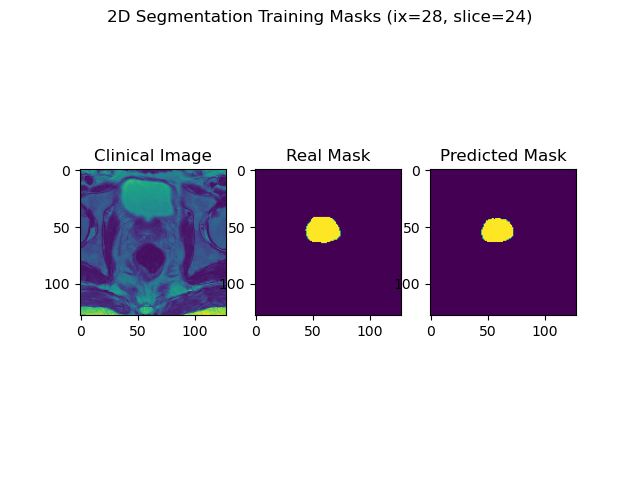 2D Segmentation Training Masks (ix=28, slice=24)
Clinical Image Real Mask Predicted Mask
0 0 0
50 50 50
100 100 100
0 50 100 0 50 100 0 50 100